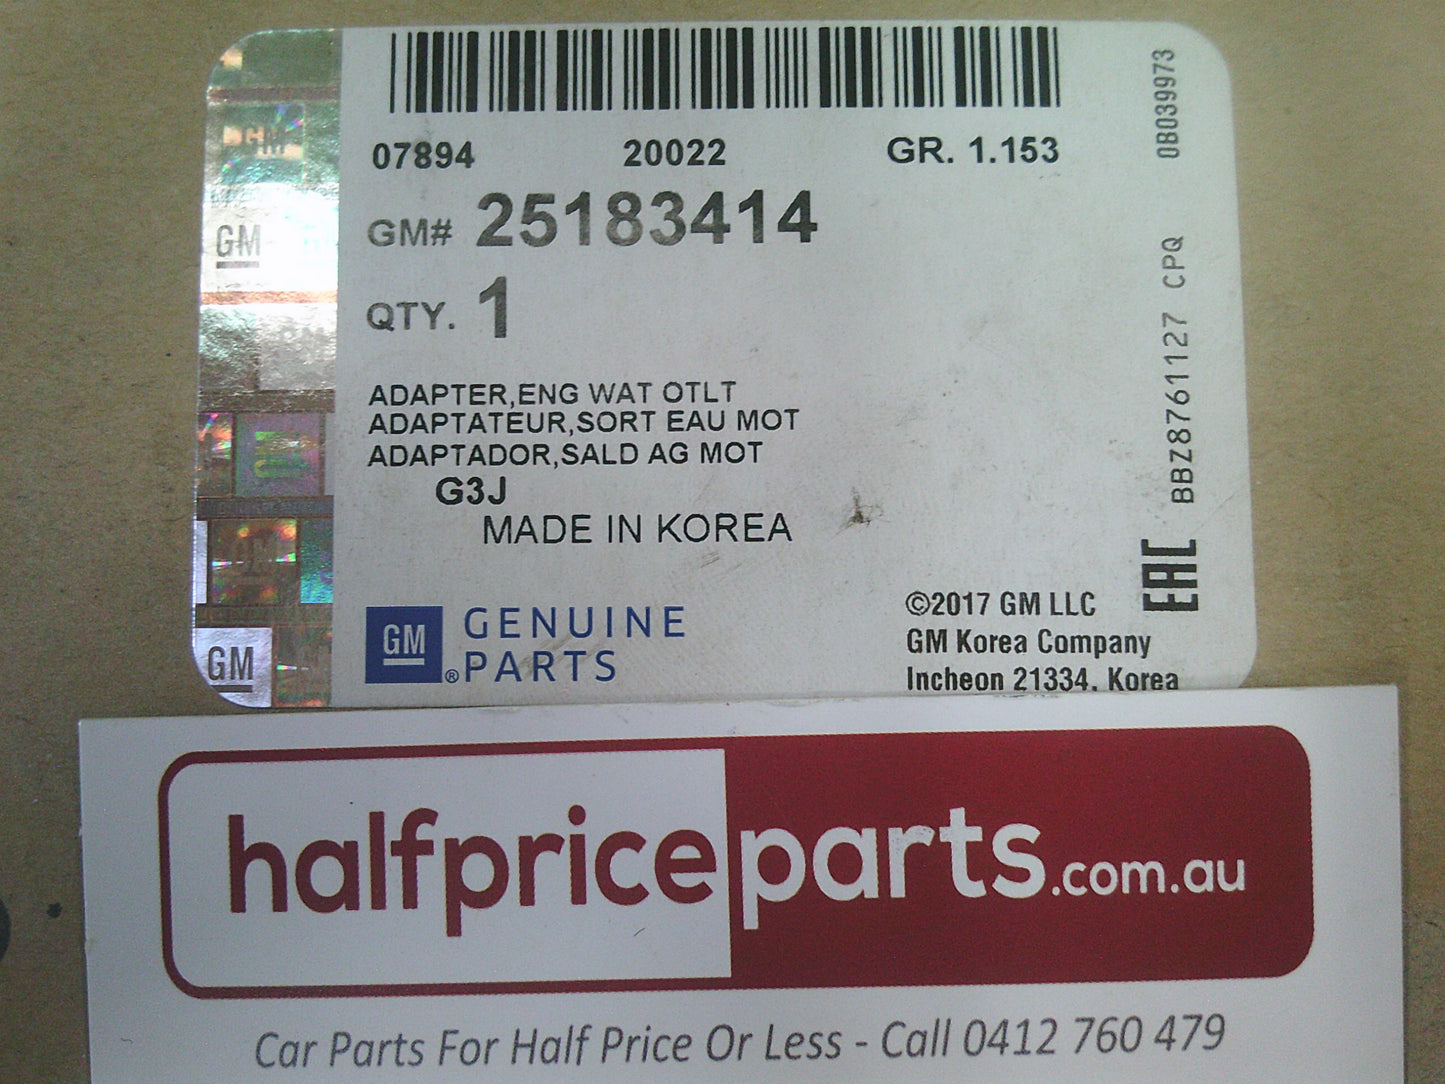 07894 20022 GR. 1.153
GM# 25183414
QTY. 1
ADAPTER,ENG WAT OTLT
ADAPTATEUR,SORT EAU MOT
ADAPTADOR,SALD AG MOT
G3J
MADE IN KOREA
GM GENUINE
® PARTS
©2017 GM LLC
GM Korea Company
Incheon 21334, Korea
0B039973
BBZ8761127 CPQ
EAC
GM
GM
GM
halfpriceparts.com.au
Car Parts For Half Price Or Less - Call 0412 760 479